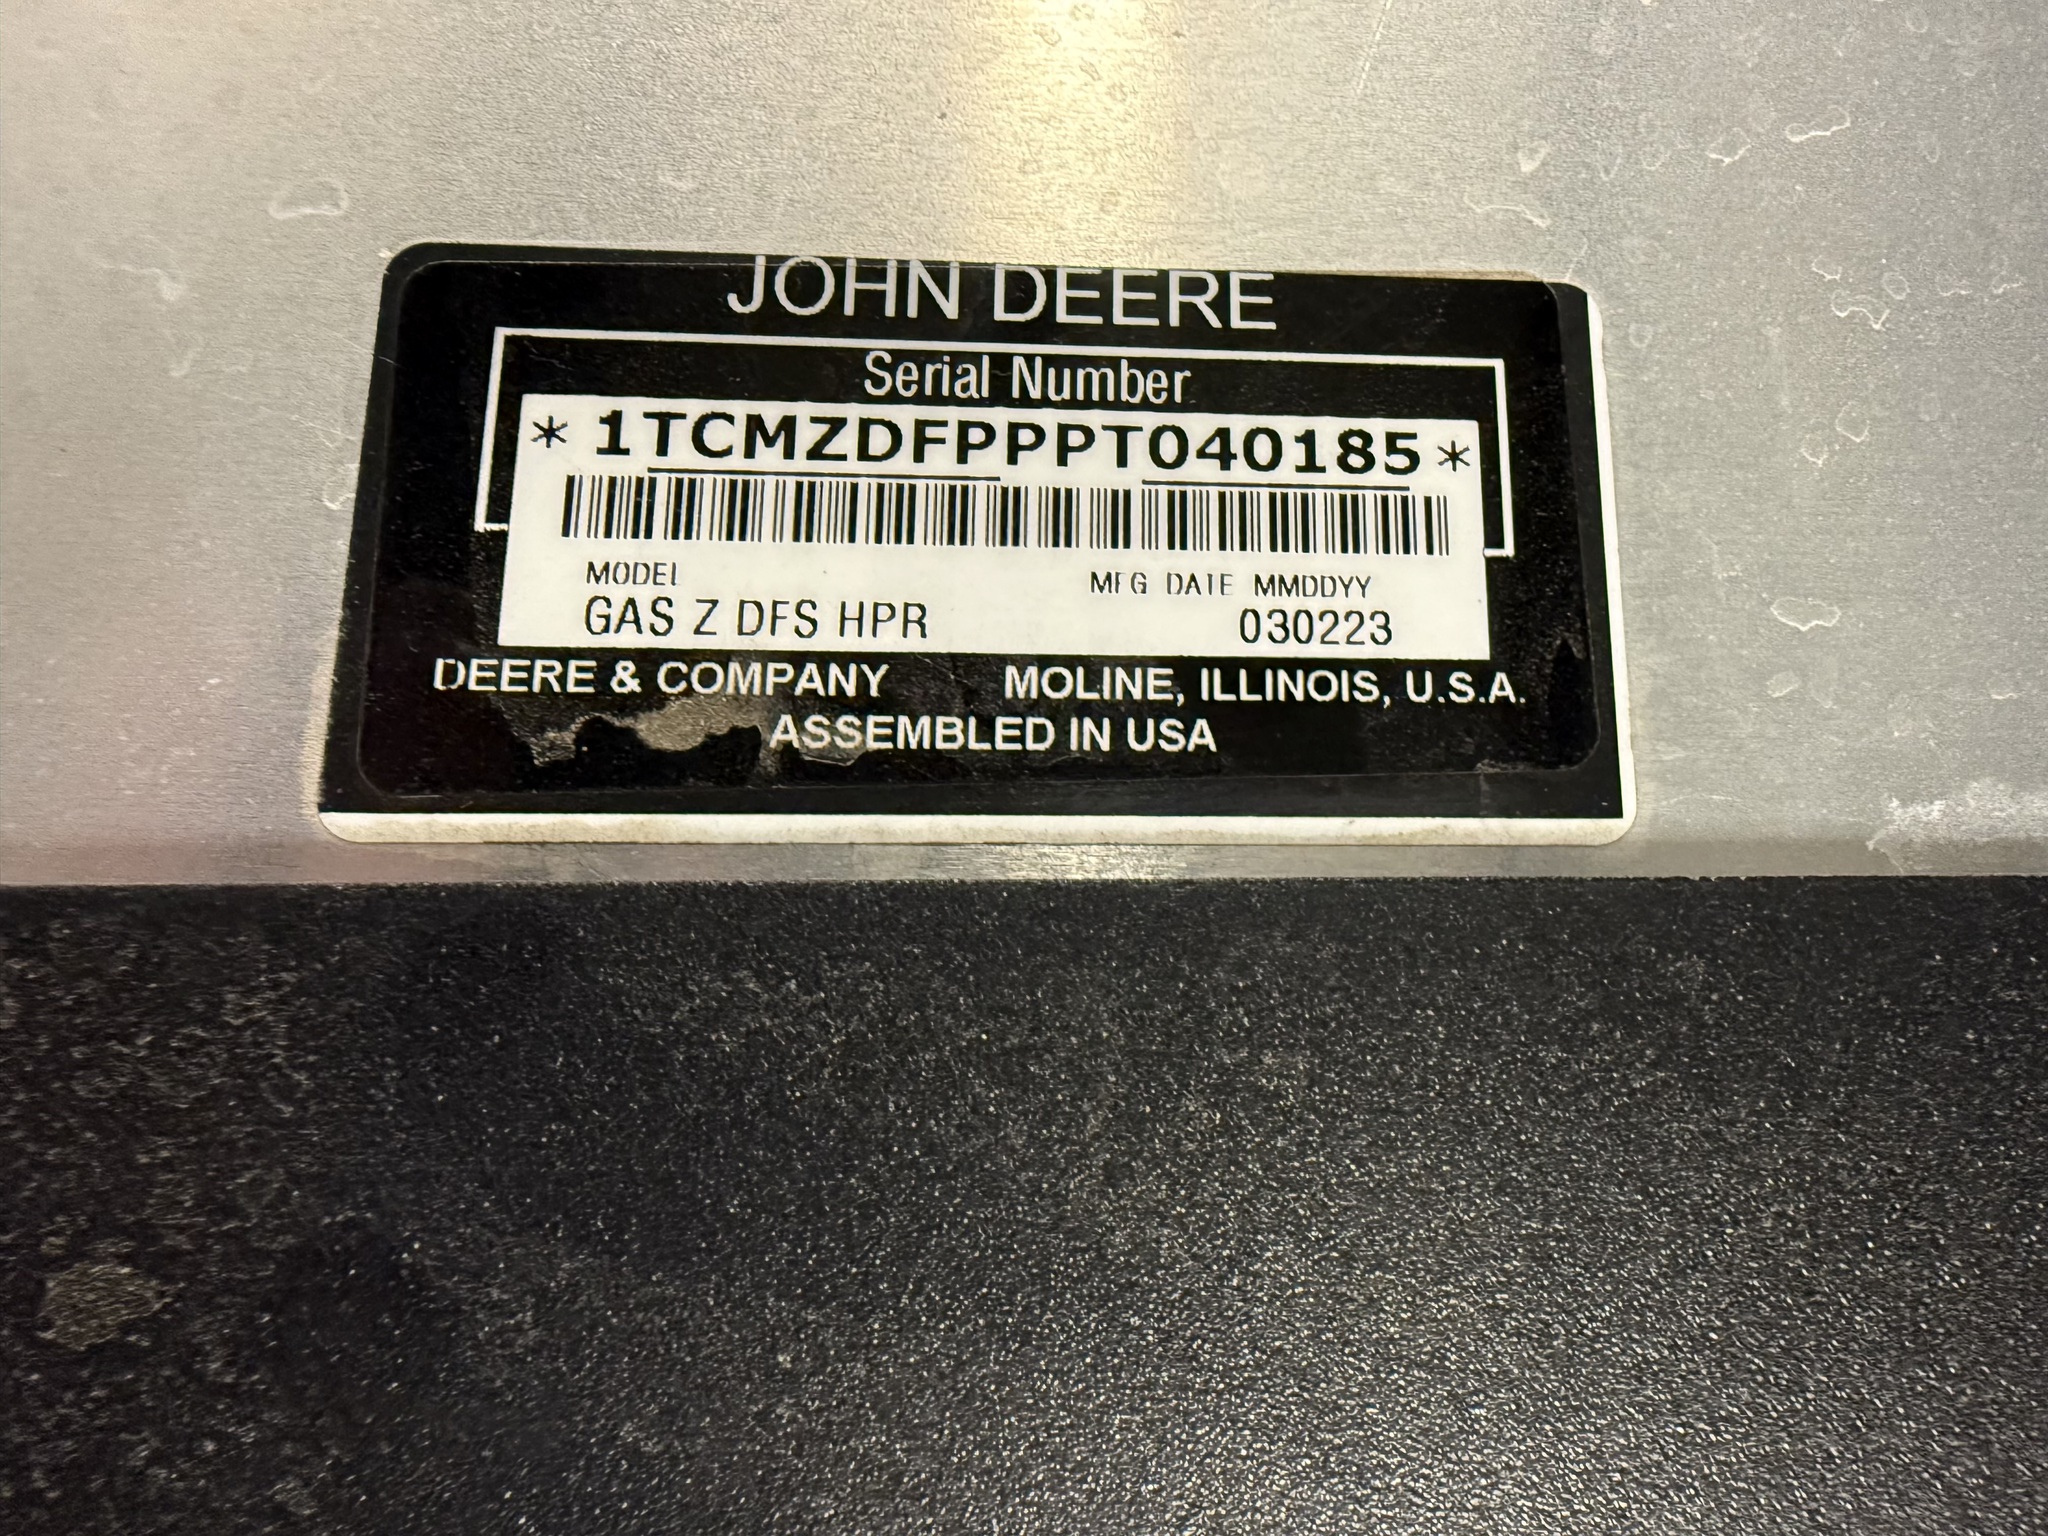 JOHN DEERE
Serial Number
* 1TCMZDFPPPT040185 *
MODEL MFG DATE MMDDYY
GAS Z DFS HPR 030223
DEERE & COMPANY MOLINE, ILLINOIS, U.S.A.
ASSEMBLED IN USA